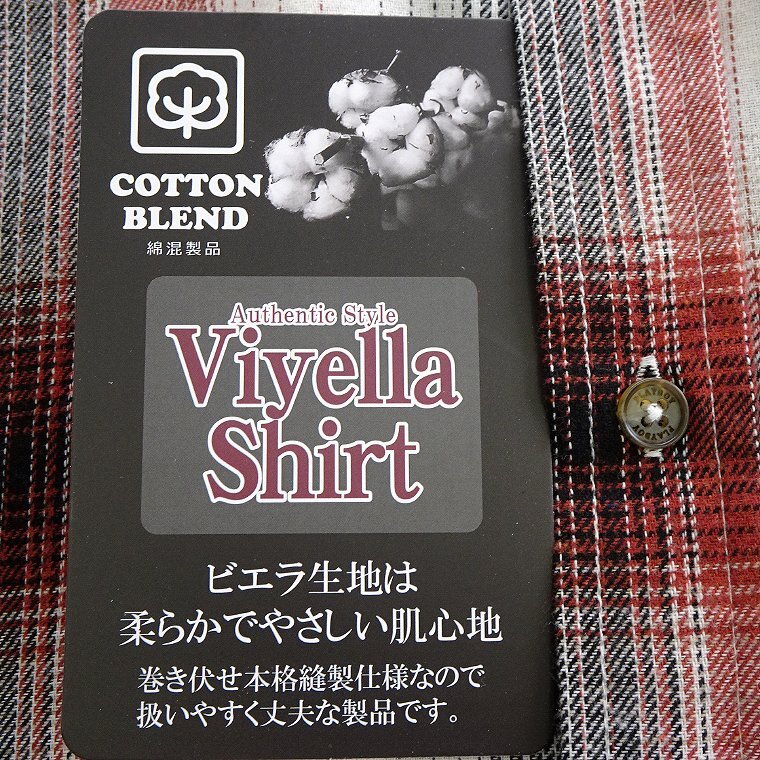 COTTON
BLEND
綿混製品
Authentic Style
Viyella
Shirt
ビエラ生地は
柔らかでやさしい肌心地
巻き伏せ本格縫製仕様なので
扱いやすく丈夫な製品です。
PLAYBOY
PLAYBOY